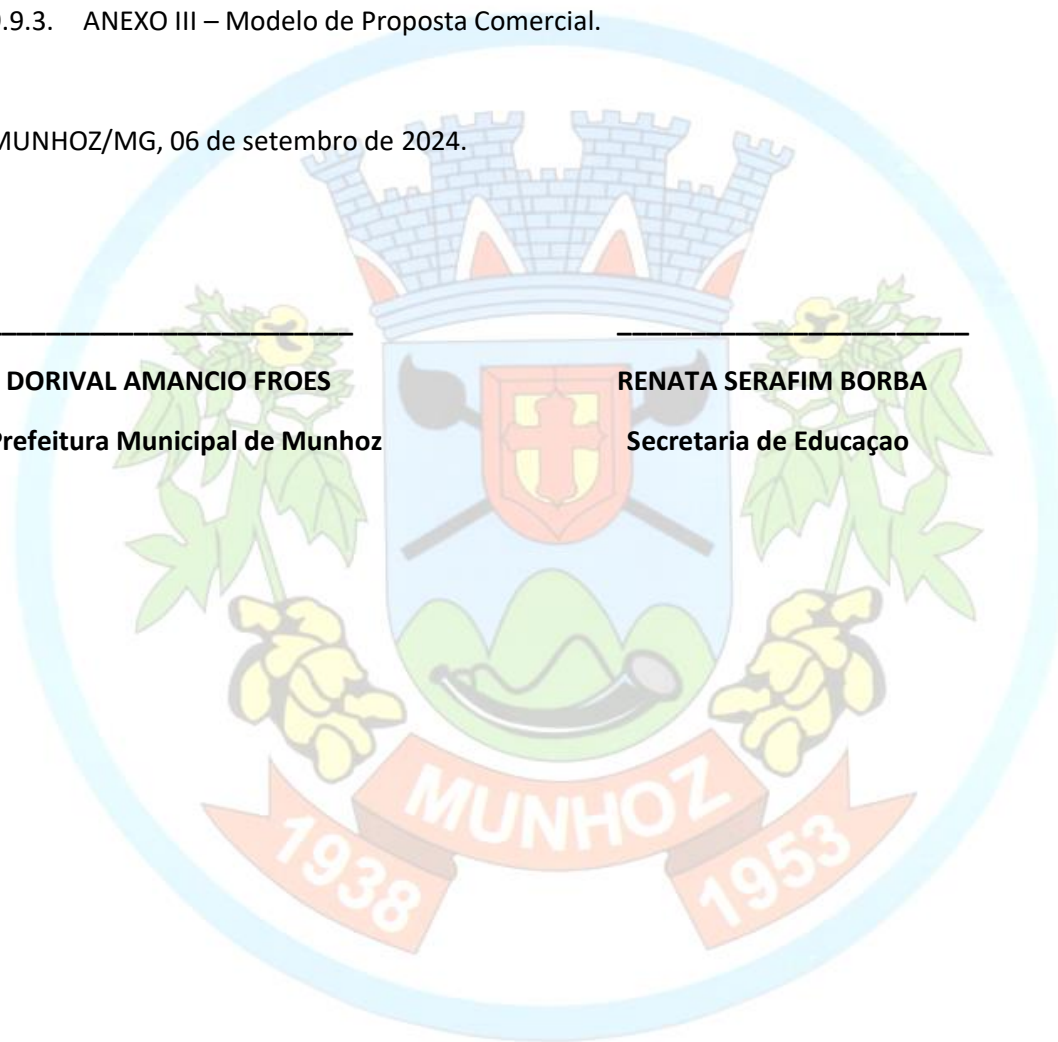 .9.3. ANEXO III – Modelo de Proposta Comercial.
MUNHOZ/MG, 06 de setembro de 2024.
DORIVAL AMANCIO FROES
RENATA SERAFIM BORBA
Prefeitura Municipal de Munhoz
Secretaria de Educaçao
MUNHOZ
1938
1953